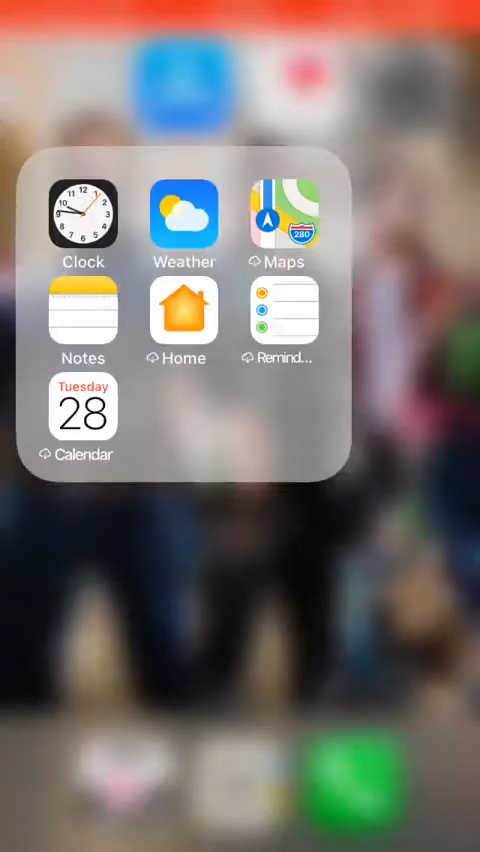 Clock Weather Maps
280
Notes Home Remind...
Tuesday
28
Calendar